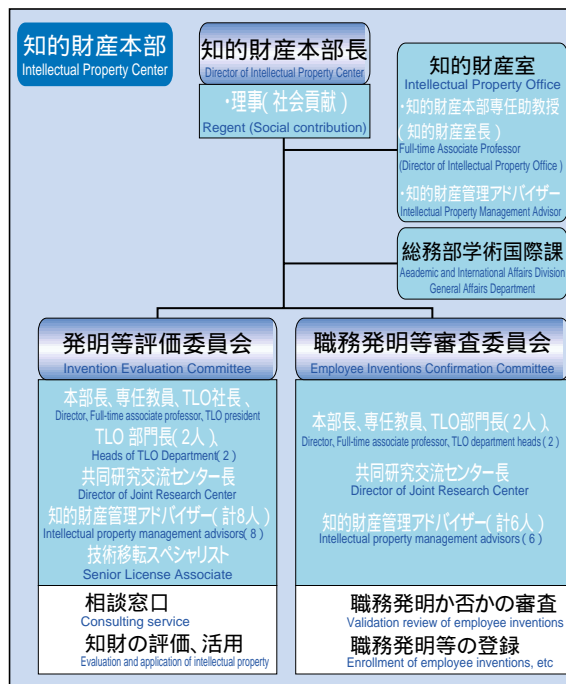 知的財産本部
Intellectual Property Center
知的財産本部長
Director of Intellectual Property Center
・理事（社会貢献）
Regent (Social contribution)
知的財産室
Intellectual Property Office
・知的財産本部専任助教授
（知的財産室長）
Full-time Associate Professor
(Director of Intellectual Property Office )
・知的財産管理アドバイザー
Intellectual Property Management Advisor
総務部学術国際課
Aeademic and International Affairs Division
General Affairs Department
発明等評価委員会
Invention Evaluation Committee
本部長、専任教員、TLO社長、
Director, Full-time associate professor, TLO president
TLO 部門長（2人）、
Heads of TLO Department( 2 )
共同研究交流センター長
Director of Joint Research Center
知的財産管理アドバイザー（計8人）
Intellectual property management advisors( 8 )
技術移転スペシャリスト
Senior License Associate
相談窓口
Consulting service
知財の評価、活用
Evaluation and application of intellectual property
職務発明等審査委員会
Employee Inventions Confirmation Committee
本部長、専任教員、TLO部門長（2人）、
Director, Full-time associate professor, TLO department heads ( 2 )
共同研究交流センター長
Director of Joint Research Center
知的財産管理アドバイザー（計6人）
Intellectual property management advisors ( 6 )
職務発明か否かの審査
Validation review of employee inventions
職務発明等の登録
Enrollment of employee inventions, etc